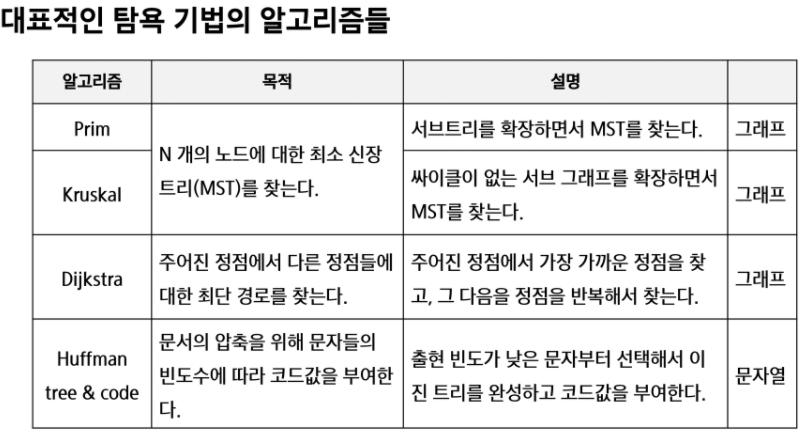 대표적인 탐욕 기법의 알고리즘들
알고리즘 목적 설명
Prim
N 개의 노드에 대한 최소 신장
트리(MST)를 찾는다.
서브트리를 확장하면서 MST를 찾는다.
그래프
Kruskal
싸이클이 없는 서브 그래프를 확장하면서
MST를 찾는다.
그래프
Dijkstra
주어진 정점에서 다른 정점들에
대한 최단 경로를 찾는다.
주어진 정점에서 가장 가까운 정점을 찾
고, 그 다음을 정점을 반복해서 찾는다.
그래프
Huffman
tree & code
문서의 압축을 위해 문자들의
빈도수에 따라 코드값을 부여한
다.
출현 빈도가 낮은 문자부터 선택해서 이
진 트리를 완성하고 코드값을 부여한다.
문자열